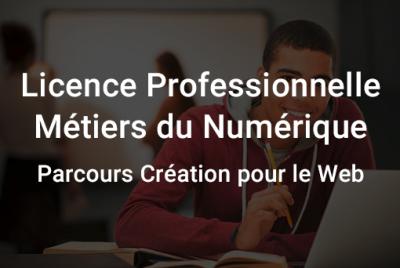 Licence Professionnelle
Métiers du Numérique
Parcours Création pour le Web